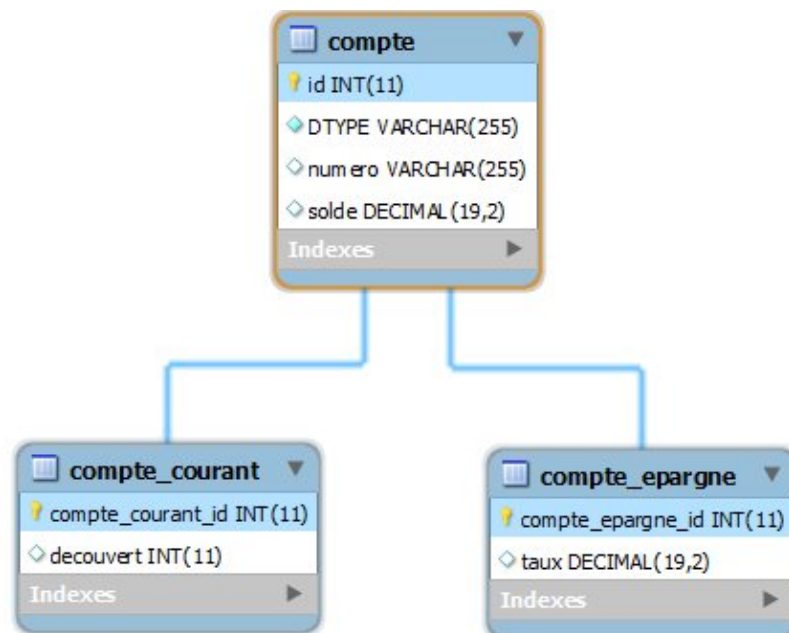 compte
id INT(11)
DTYPE VARCHAR(255)
numero VARCHAR(255)
solde DECIMAL(19,2)
Indexes
compte_courant
compte_courant_id INT(11)
decouvert INT(11)
Indexes
compte_epargne
compte_epargne_id INT(11)
taux DECIMAL(19,2)
Indexes